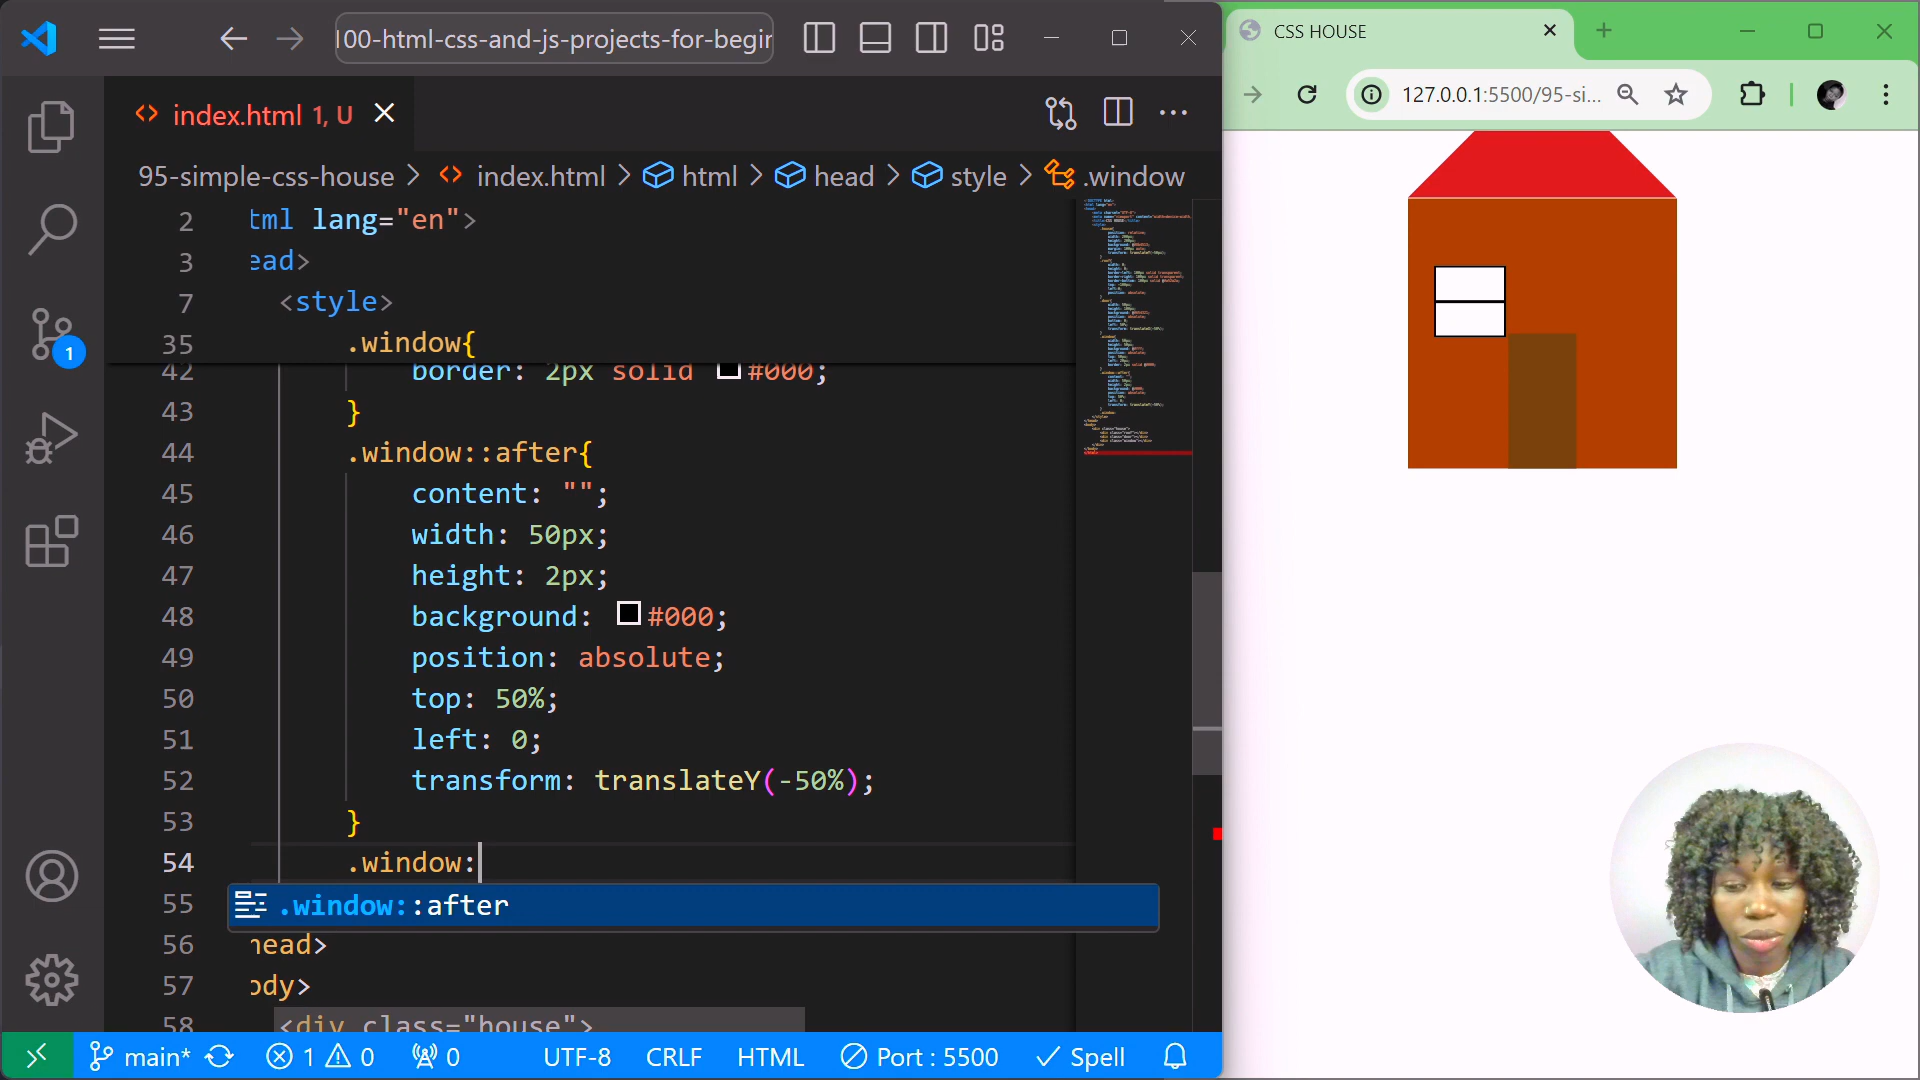 100-html-css-and-js-projects-for-begin
index.html 1, U
95-simple-css-house > index.html > html > head > style > .window
2 tml lang="en">
3 ead>
7 <style>
35 .window{
42 border: 2px solid #000;
43 }
44 .window::after{
45 content: "";
46 width: 50px;
47 height: 2px;
48 background: #000;
49 position: absolute;
50 top: 50%;
51 left: 0;
52 transform: translateY(-50%);
53 }
54 .window:
55 .window::after
56 head>
57 ody>
58 <div class="house">
1
main* 1 0 0 UTF-8 CRLF HTML Port : 5500 Spell
CSS HOUSE
127.0.0.1:5500/95-si...